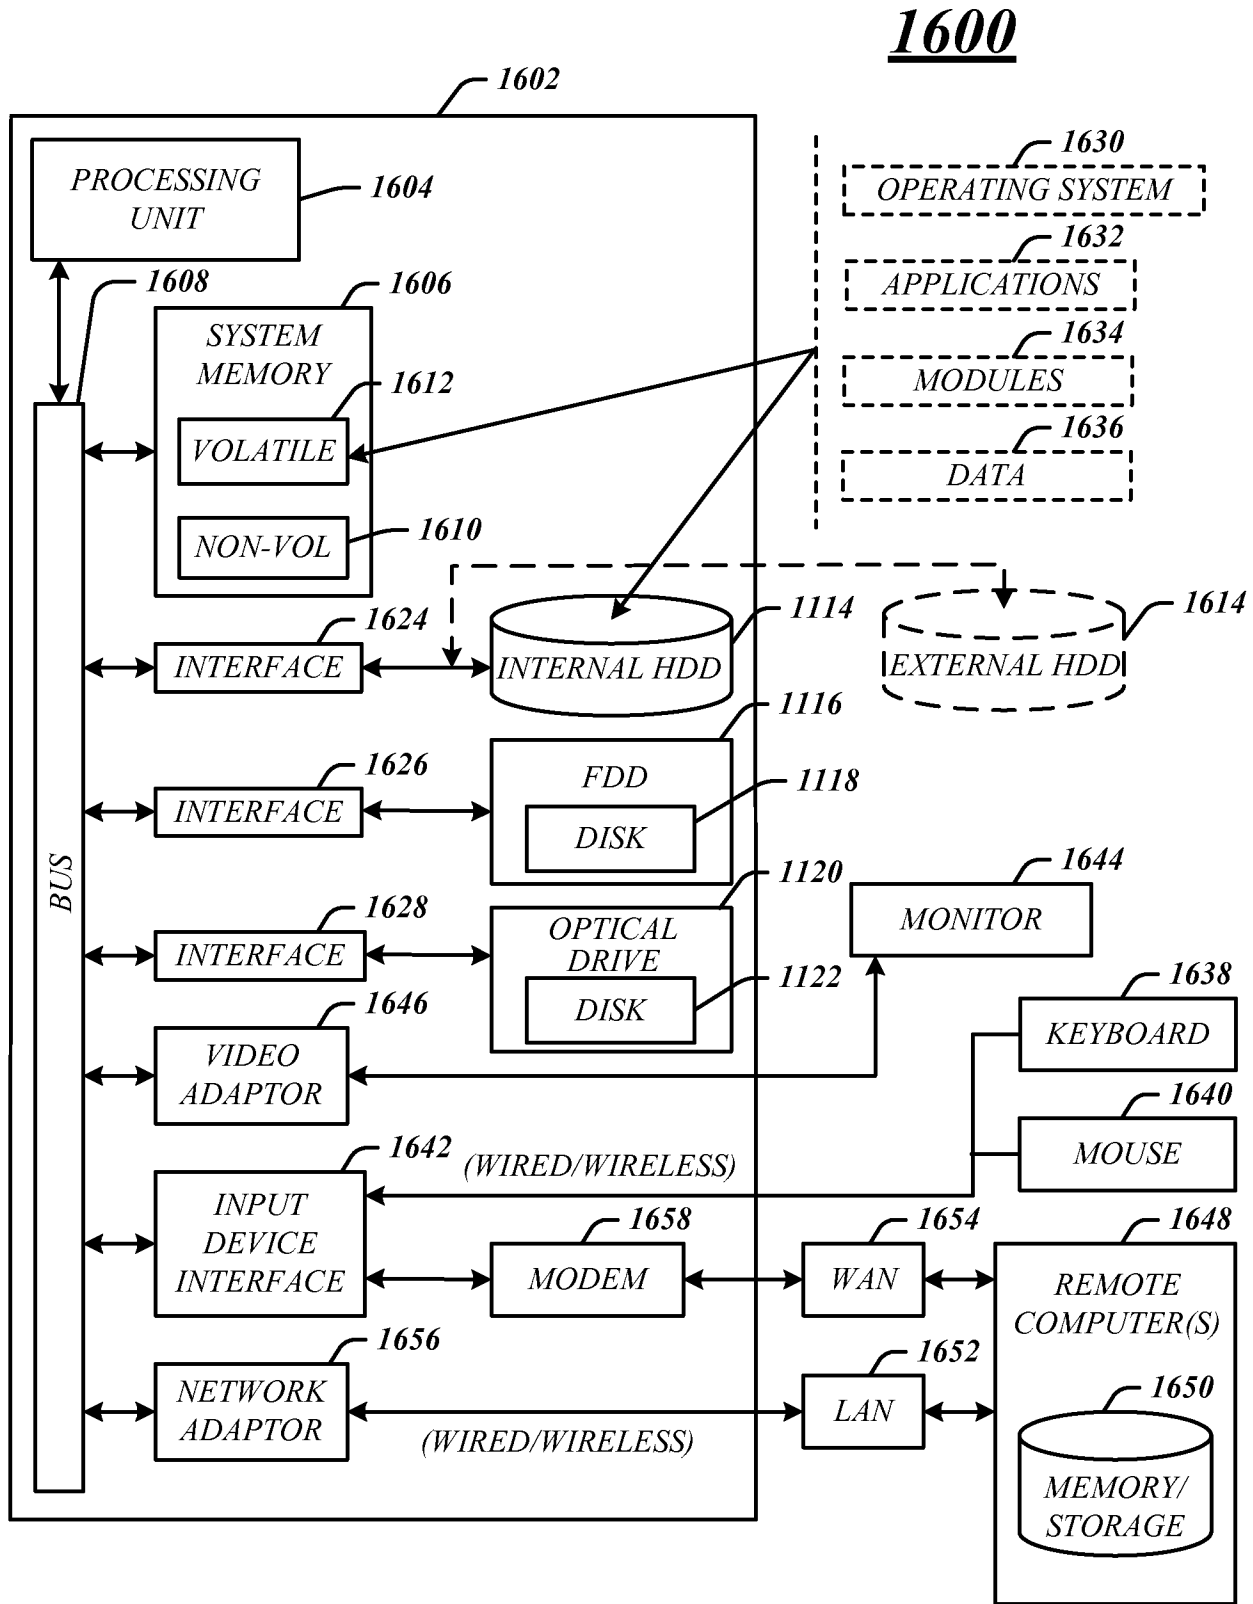 1600
1602
PROCESSING
UNIT
1604
1630
OPERATING SYSTEM
1632
APPLICATIONS
1634
MODULES
1636
DATA
1608
1606
SYSTEM
MEMORY
1612
VOLATILE
1610
NON-VOL
BUS
1624
INTERFACE
1114
INTERNAL HDD
1614
EXTERNAL HDD
1116
1626
INTERFACE
FDD
1118
DISK
1120
1628
INTERFACE
OPTICAL
DRIVE
1122
DISK
1644
MONITOR
1638
KEYBOARD
1646
VIDEO
ADAPTOR
1640
MOUSE
1642
INPUT
DEVICE
INTERFACE
(WIRED/WIRELESS)
1658
MODEM
1654
WAN
1648
REMOTE
COMPUTER(S)
1656
NETWORK
ADAPTOR
(WIRED/WIRELESS)
1652
LAN
1650
MEMORY/
STORAGE